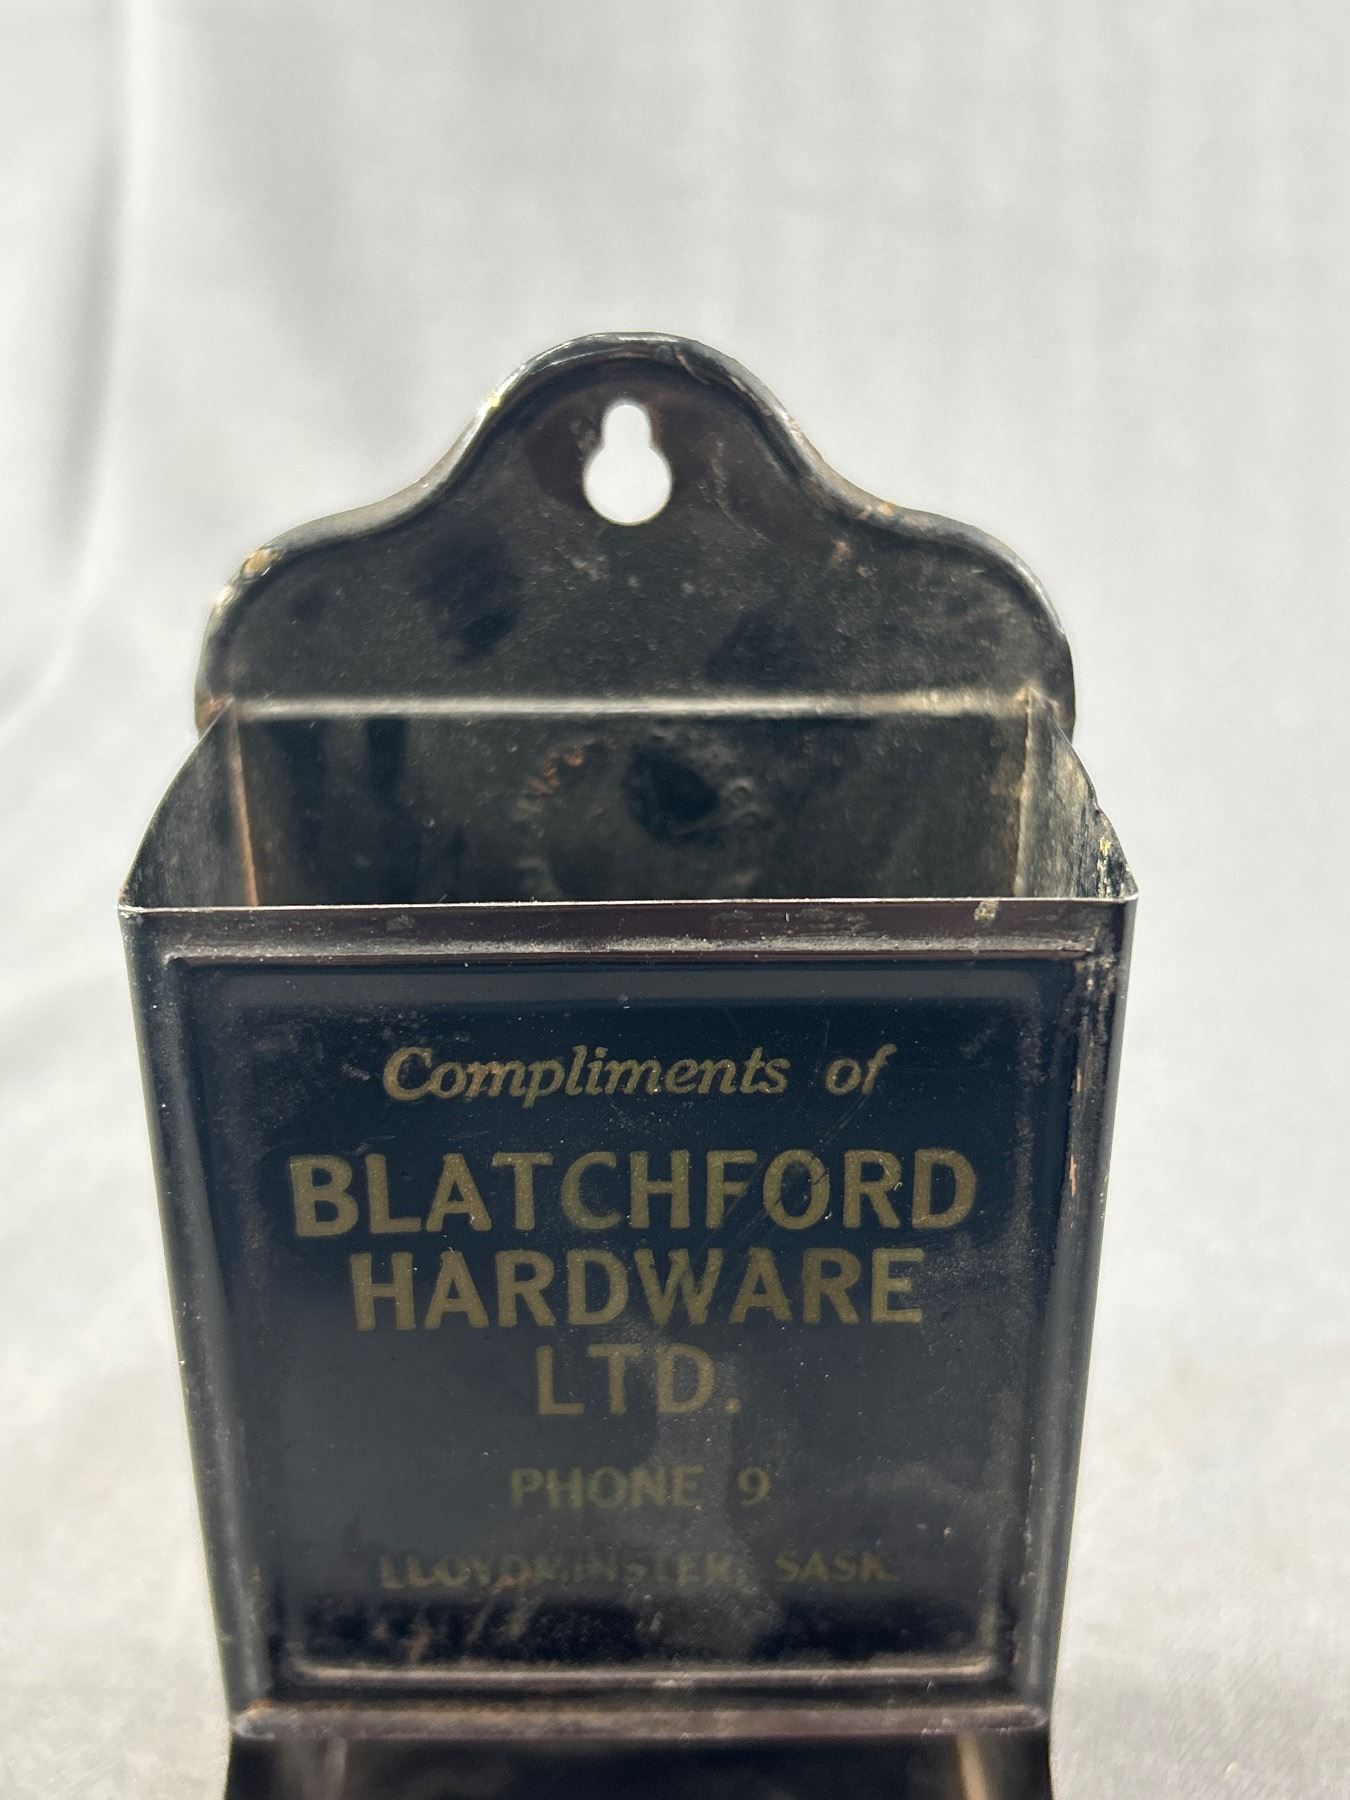 Compliments of
BLATCHFORD
HARDWARE
LTD.
PHONE 9
LLOYDMINSTER, SASK.